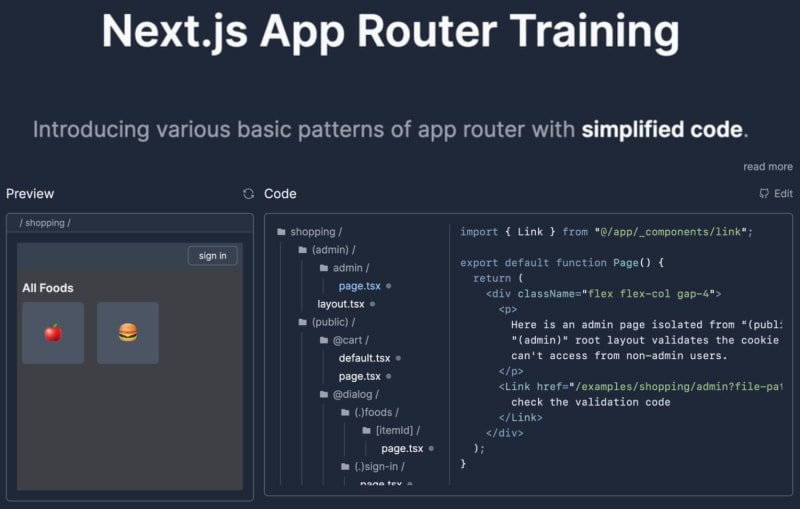 Next.js App Router Training
Introducing various basic patterns of app router with simplified code.
read more
Preview
/ shopping /
sign in
All Foods
Code
Edit
shopping /
(admin) /
admin /
page.tsx
layout.tsx
(public) /
@cart /
default.tsx
page.tsx
@dialog /
(.)foods /
[itemId] /
page.tsx
(.)sign-in /
page.tsx
import { Link } from "@/app/_components/link";
export default function Page() {
return (
<div className="flex flex-col gap-4">
<p>
Here is an admin page isolated from "(publi
"(admin)" root layout validates the cookie
can't access from non-admin users.
</p>
<Link href="/examples/shopping/admin?file-pat
check the validation code
</Link>
</div>
);
}